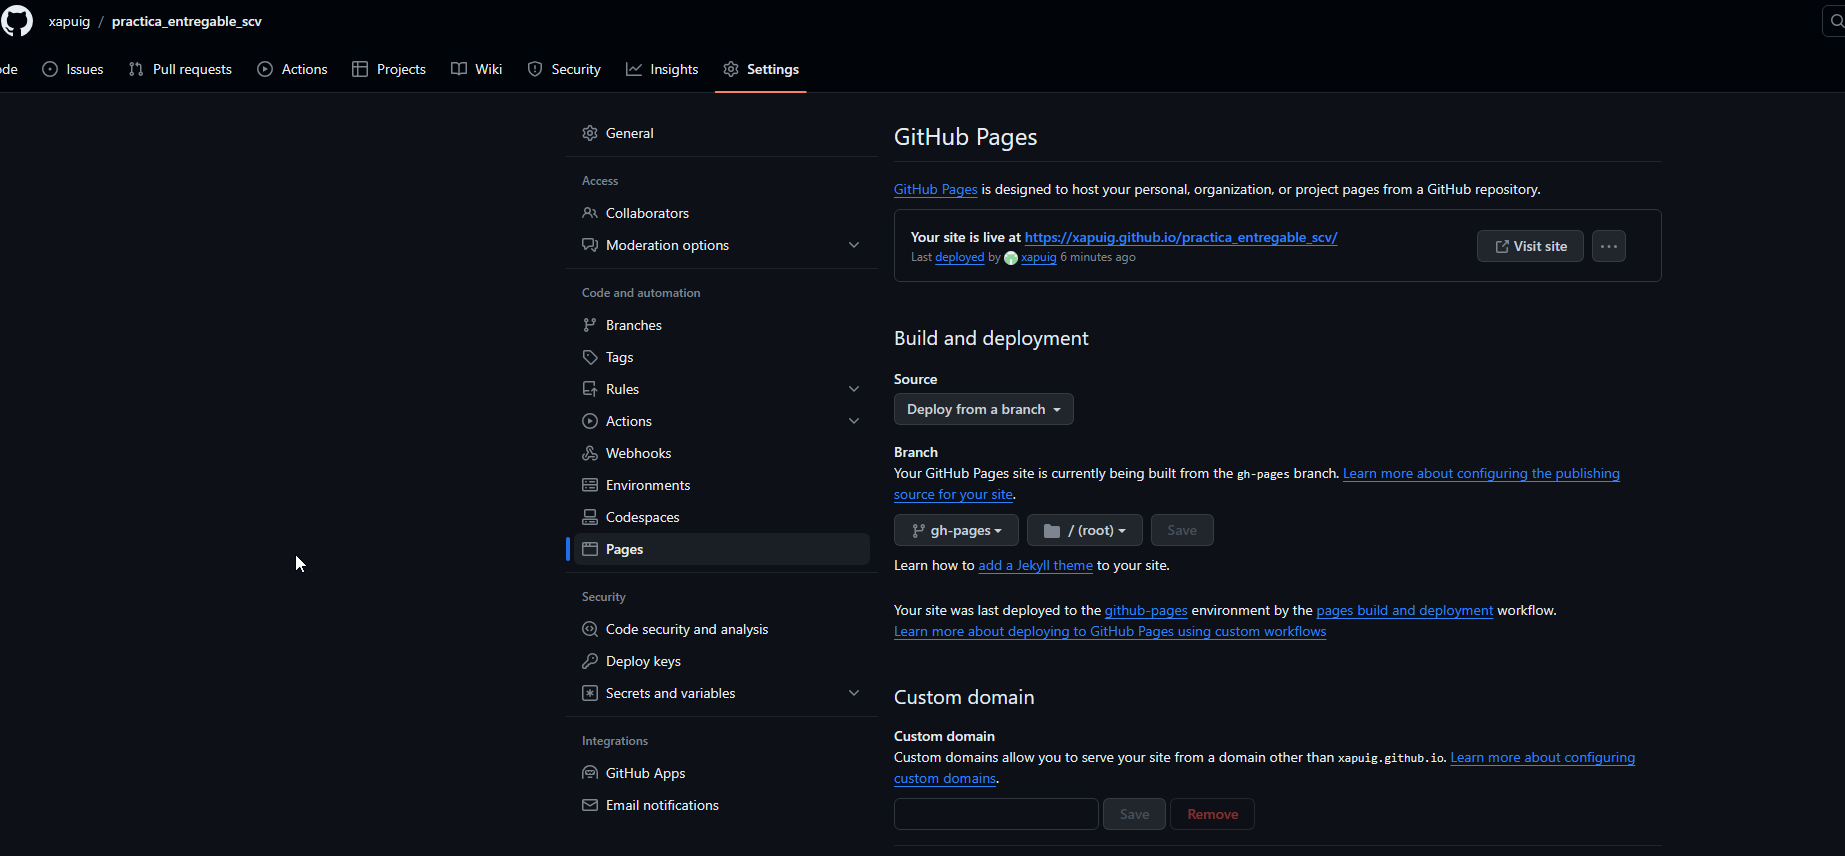 xapuig / practica_entregable_scv
ode Issues Pull requests Actions Projects Wiki Security Insights Settings
General
Access
Collaborators
Moderation options
Code and automation
Branches
Tags
Rules
Actions
Webhooks
Environments
Codespaces
Pages
Security
Code security and analysis
Deploy keys
Secrets and variables
Integrations
GitHub Apps
Email notifications
GitHub Pages
GitHub Pages is designed to host your personal, organization, or project pages from a GitHub repository.
Your site is live at https://xapuig.github.io/practica_entregable_scv/
Last deployed by xapuig 6 minutes ago
Visit site
Build and deployment
Source
Deploy from a branch
Branch
Your GitHub Pages site is currently being built from the gh-pages branch. Learn more about configuring the publishing
source for your site.
gh-pages / (root) Save
Learn how to add a Jekyll theme to your site.
Your site was last deployed to the github-pages environment by the pages build and deployment workflow.
Learn more about deploying to GitHub Pages using custom workflows
Custom domain
Custom domain
Custom domains allow you to serve your site from a domain other than xapuig.github.io. Learn more about configuring
custom domains.
Save Remove